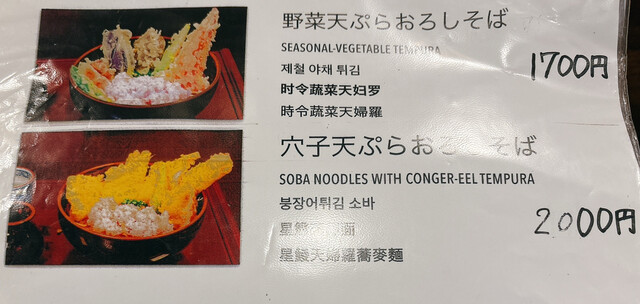 野菜天ぷらおろしそば
SEASONAL-VEGETABLE TEMPURA
제철 야채 튀김
时令蔬菜天妇罗
時令蔬菜天婦羅
1700円
穴子天ぷらおろしそば
SOBA NOODLES WITH CONGER-EEL TEMPURA
붕장어튀김 소바
星鳗
星鰻天婦羅蕎麥麵
2000円